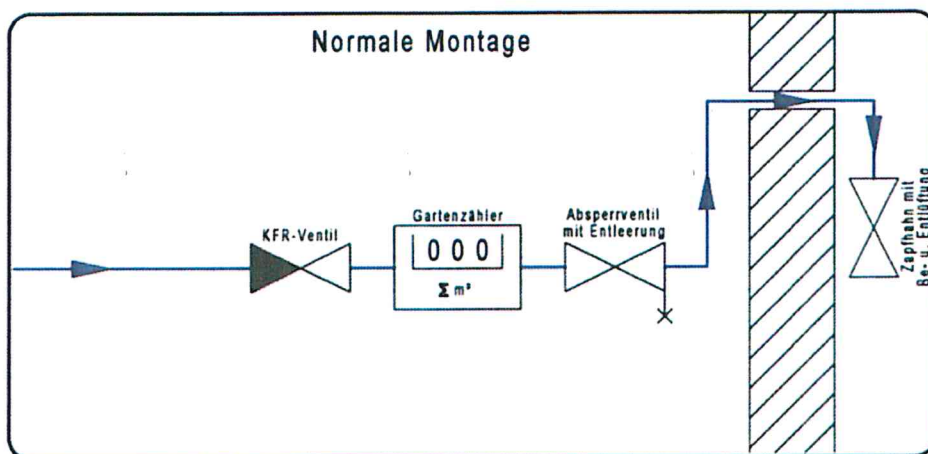 Normale Montage
KFR-Ventil
Gartenzähler
000
Σ m³
Absperrventil
mit Entleerung
Zapfhahn mit
Be- u. Entlüftung